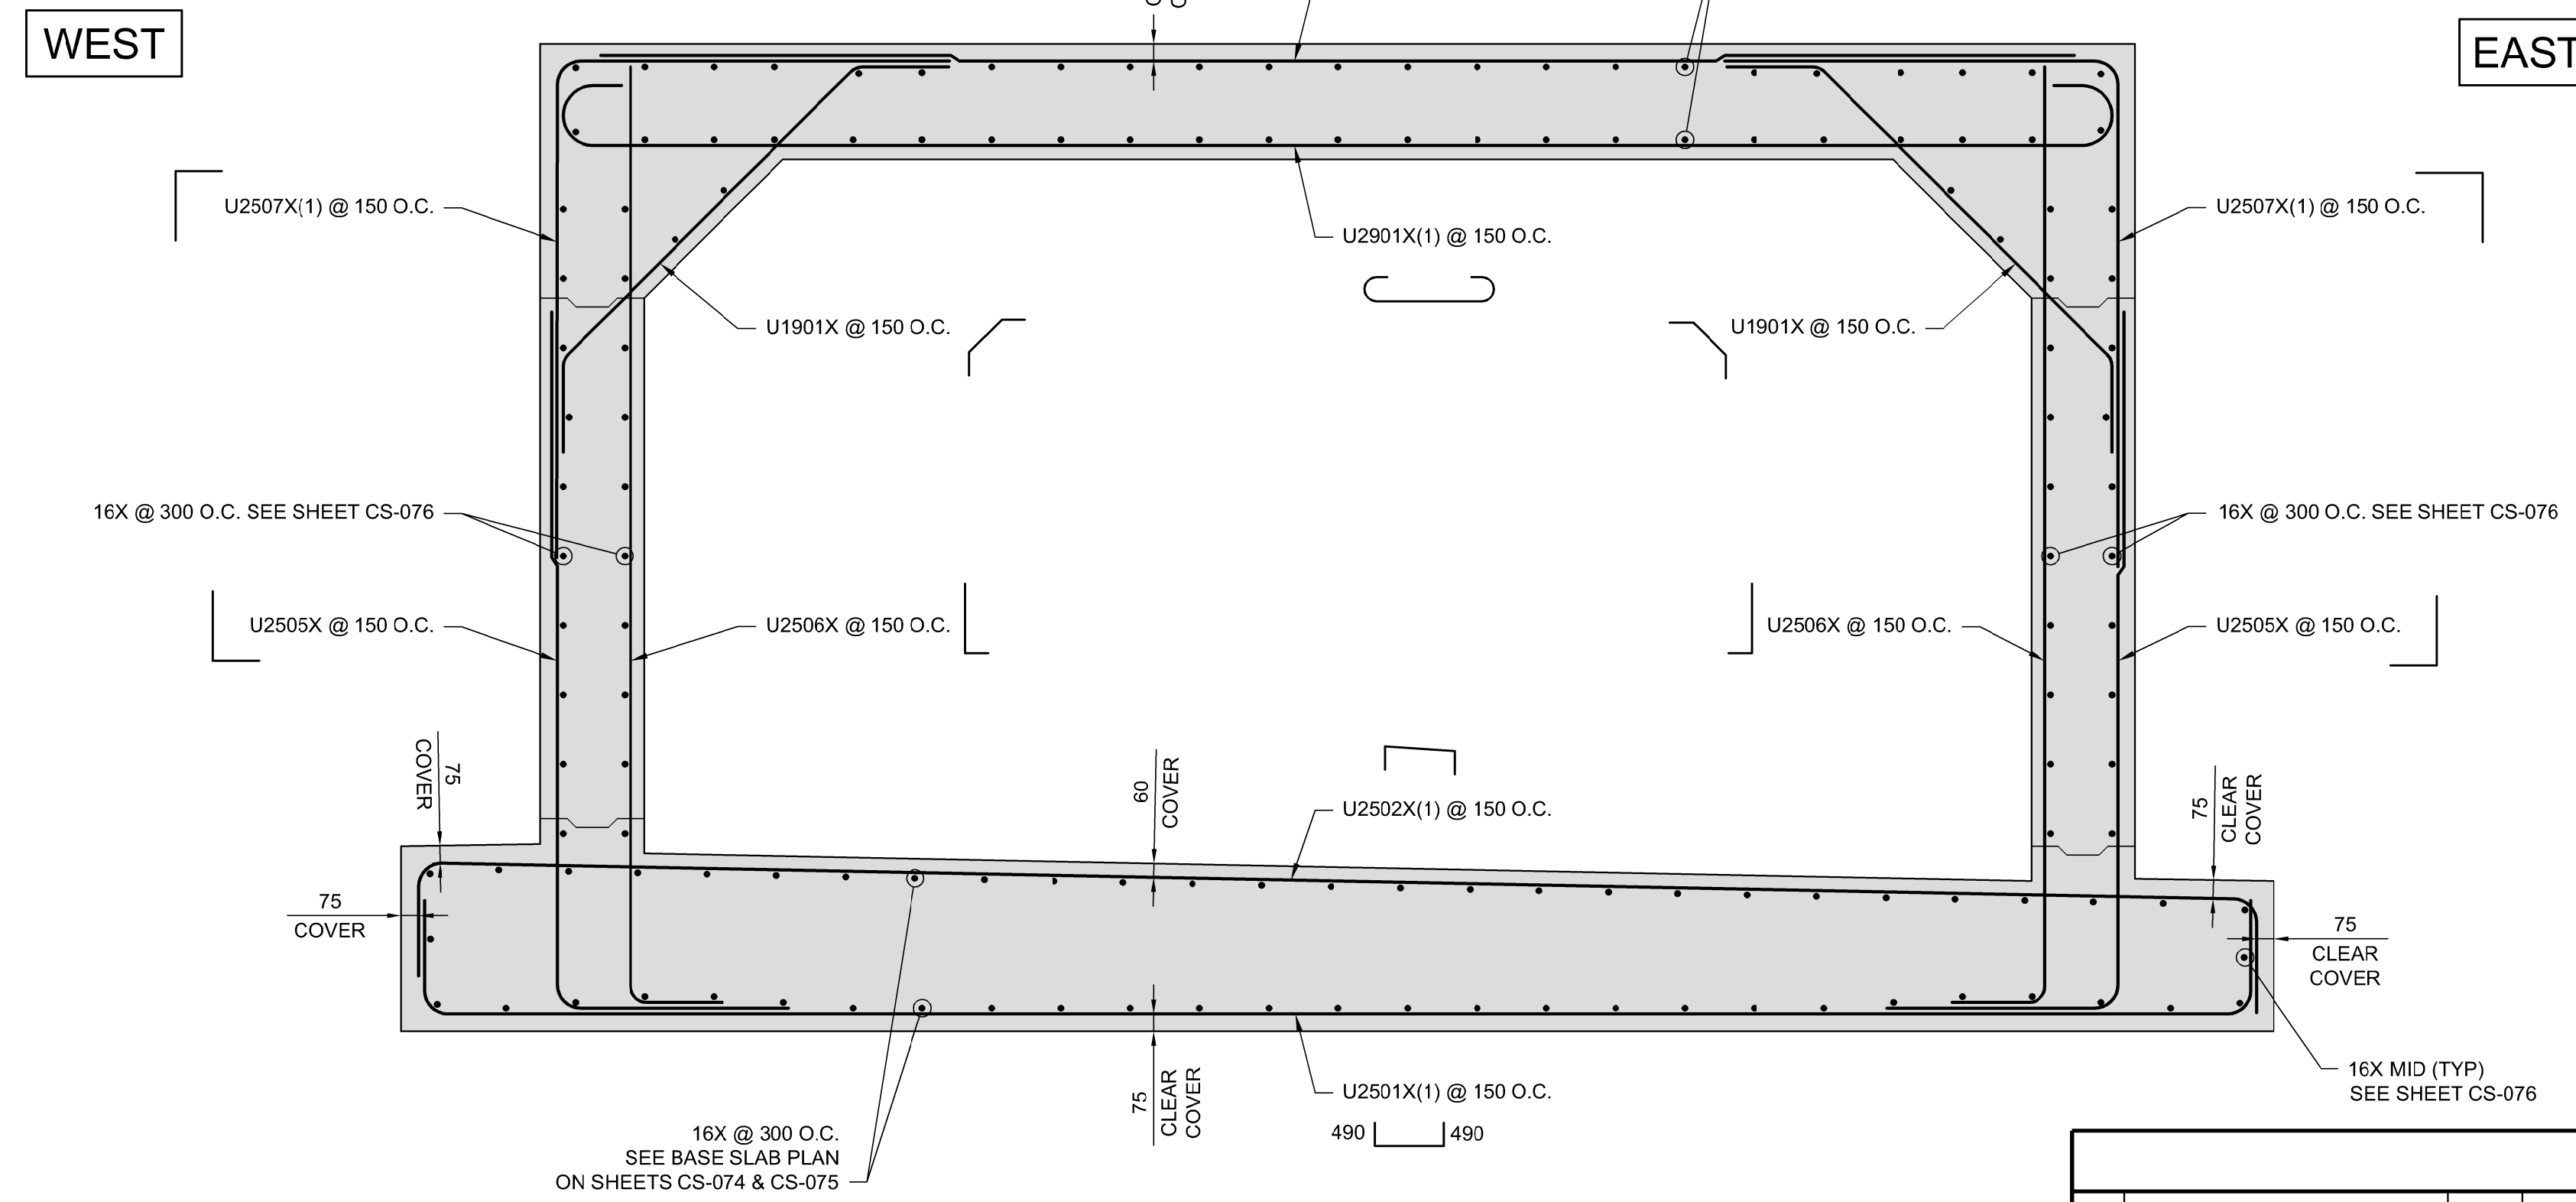 WEST
EAST
U2507X(1) @ 150 O.C.
U2507X(1) @ 150 O.C.
U2901X(1) @ 150 O.C.
U1901X @ 150 O.C.
U1901X @ 150 O.C.
16X @ 300 O.C. SEE SHEET CS-076
16X @ 300 O.C. SEE SHEET CS-076
U2505X @ 150 O.C.
U2506X @ 150 O.C.
U2506X @ 150 O.C.
U2505X @ 150 O.C.
75
COVER
60
COVER
U2502X(1) @ 150 O.C.
75
CLEAR
COVER
75
COVER
75
CLEAR
COVER
75
CLEAR
COVER
U2501X(1) @ 150 O.C.
490
490
16X MID (TYP)
SEE SHEET CS-076
16X @ 300 O.C.
SEE BASE SLAB PLAN
ON SHEETS CS-074 & CS-075